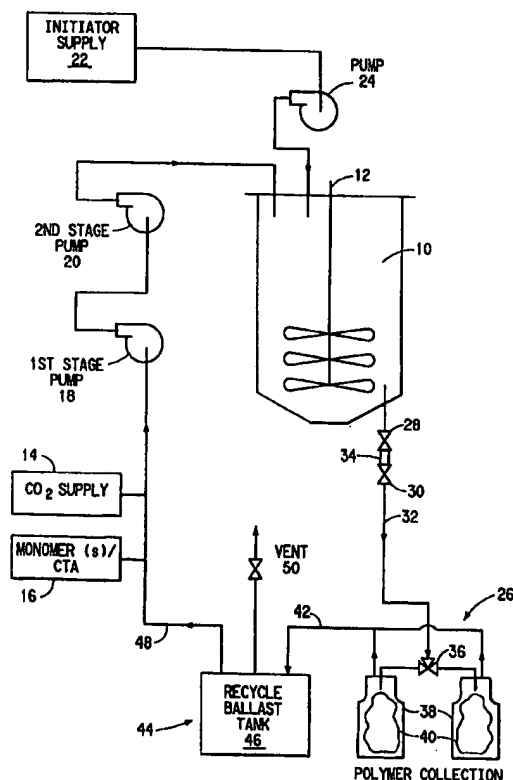 INITIATOR
SUPPLY
22
PUMP
24
12
10
2ND STAGE
PUMP
20
1ST STAGE
PUMP
18
28
34
30
32
14
CO₂ SUPPLY
MONOMER (s)/
CTA
16
48
VENT
50
42
26
36
44
RECYCLE
BALLAST
TANK
46
38
40
POLYMER COLLECTION